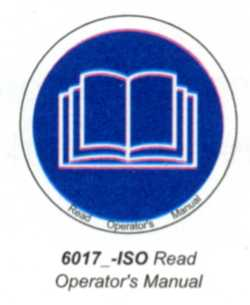 Read Operator's Manual
6017_-ISO Read
Operator's Manual